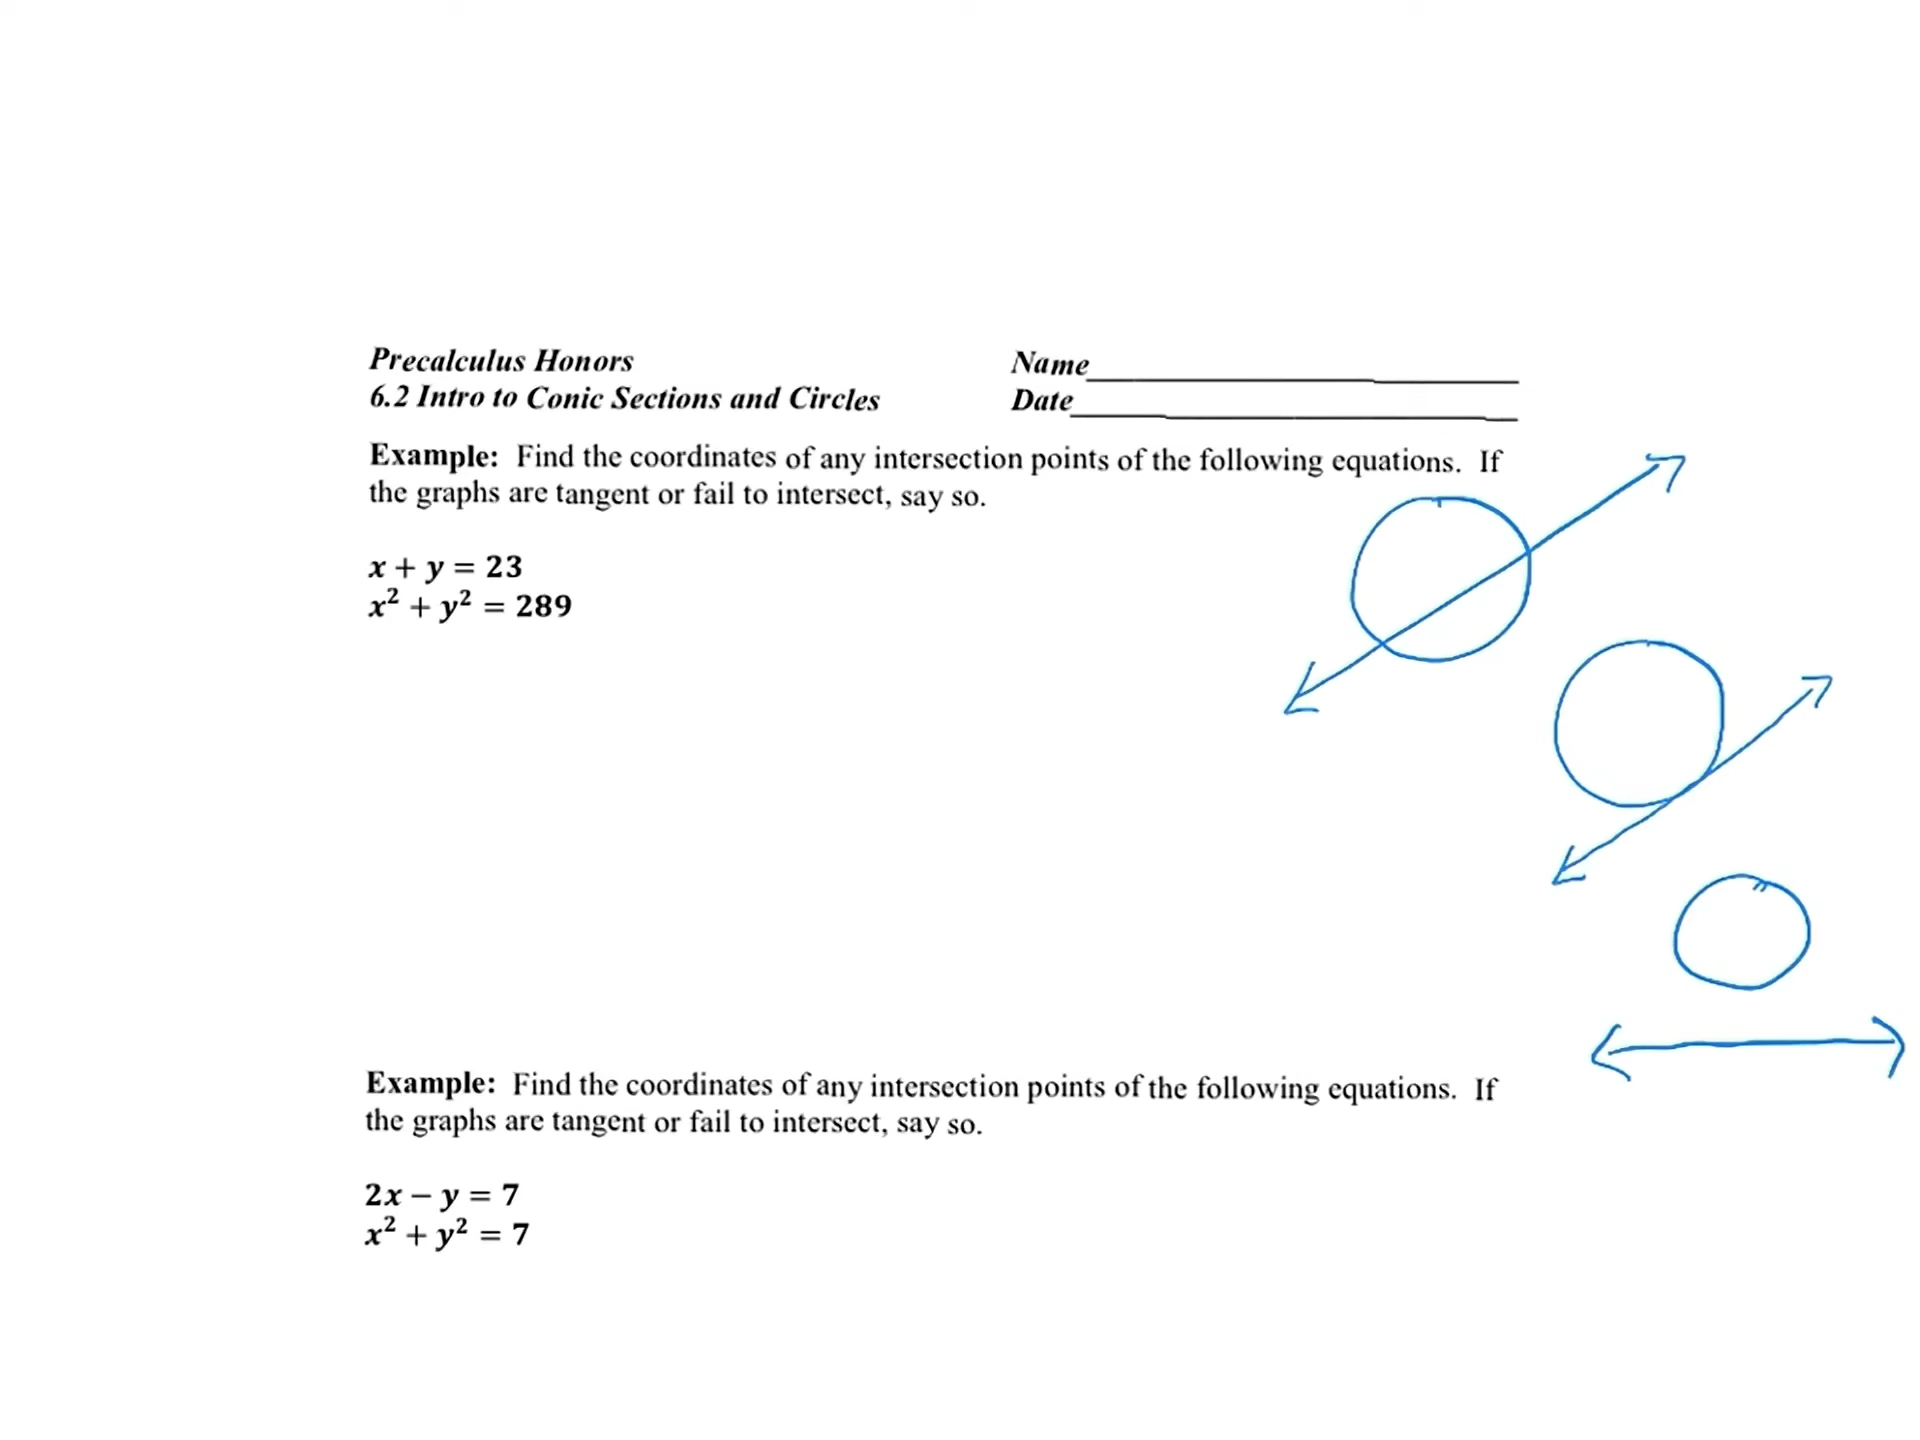 Precalculus Honors Name
6.2 Intro to Conic Sections and Circles Date
Example: Find the coordinates of any intersection points of the following equations. If
the graphs are tangent or fail to intersect, say so.
x + y = 23
x² + y² = 289
Example: Find the coordinates of any intersection points of the following equations. If
the graphs are tangent or fail to intersect, say so.
2x − y = 7
x² + y² = 7